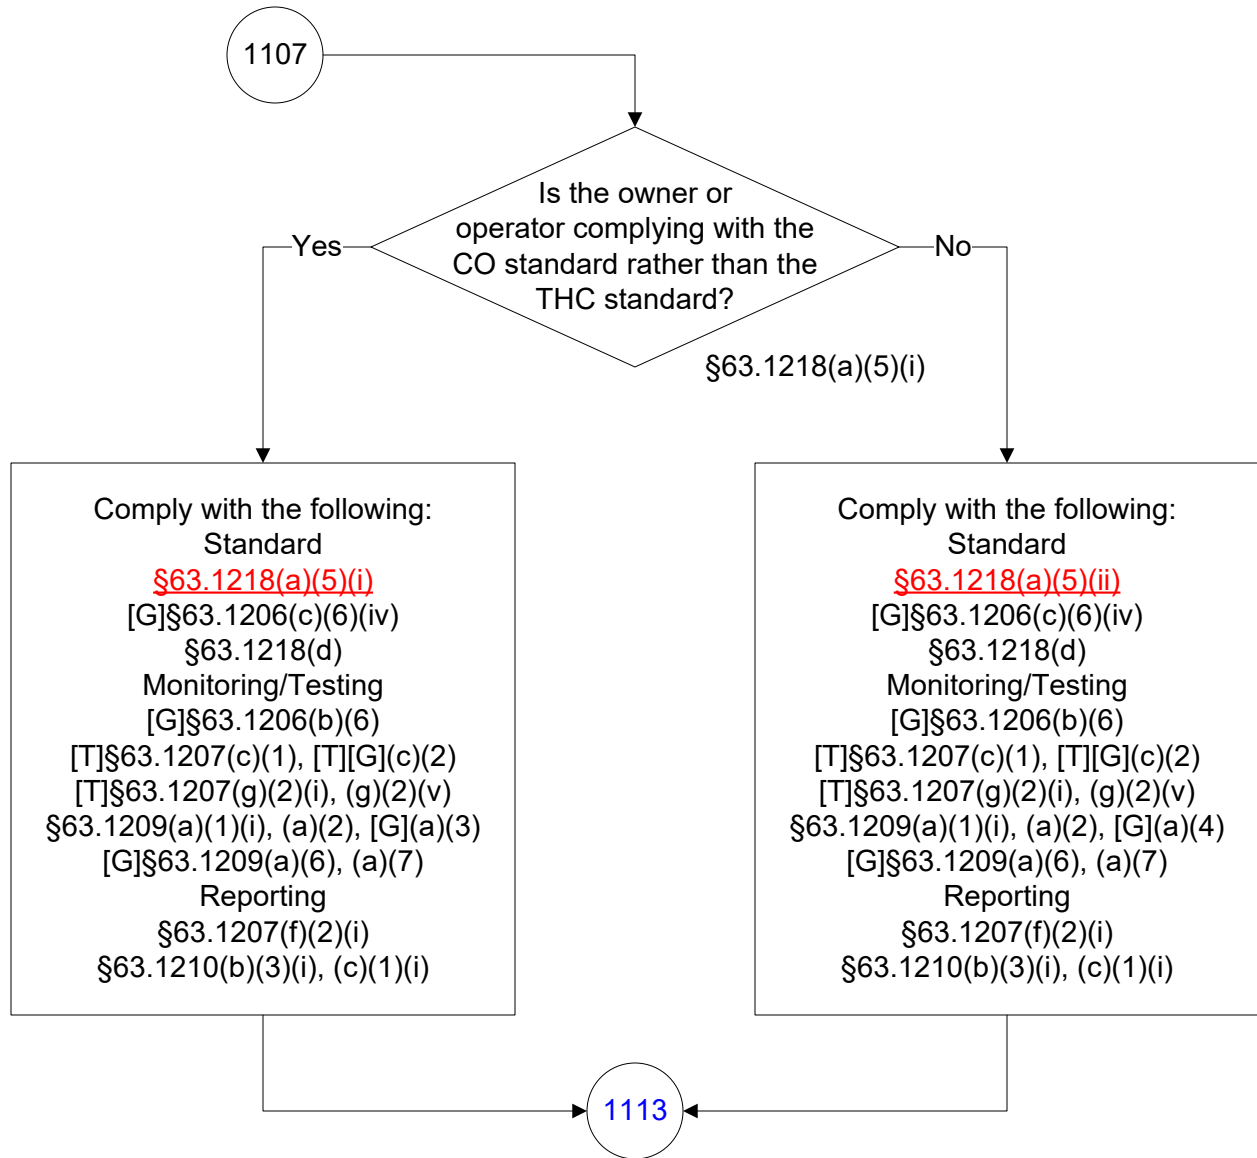 1107
Is the owner or
operator complying with the
CO standard rather than the
THC standard?
Yes
No
§63.1218(a)(5)(i)
Comply with the following:
Standard
§63.1218(a)(5)(i)
[G]§63.1206(c)(6)(iv)
§63.1218(d)
Monitoring/Testing
[G]§63.1206(b)(6)
[T]§63.1207(c)(1), [T][G](c)(2)
[T]§63.1207(g)(2)(i), (g)(2)(v)
§63.1209(a)(1)(i), (a)(2), [G](a)(3)
[G]§63.1209(a)(6), (a)(7)
Reporting
§63.1207(f)(2)(i)
§63.1210(b)(3)(i), (c)(1)(i)
Comply with the following:
Standard
§63.1218(a)(5)(ii)
[G]§63.1206(c)(6)(iv)
§63.1218(d)
Monitoring/Testing
[G]§63.1206(b)(6)
[T]§63.1207(c)(1), [T][G](c)(2)
[T]§63.1207(g)(2)(i), (g)(2)(v)
§63.1209(a)(1)(i), (a)(2), [G](a)(4)
[G]§63.1209(a)(6), (a)(7)
Reporting
§63.1207(f)(2)(i)
§63.1210(b)(3)(i), (c)(1)(i)
1113